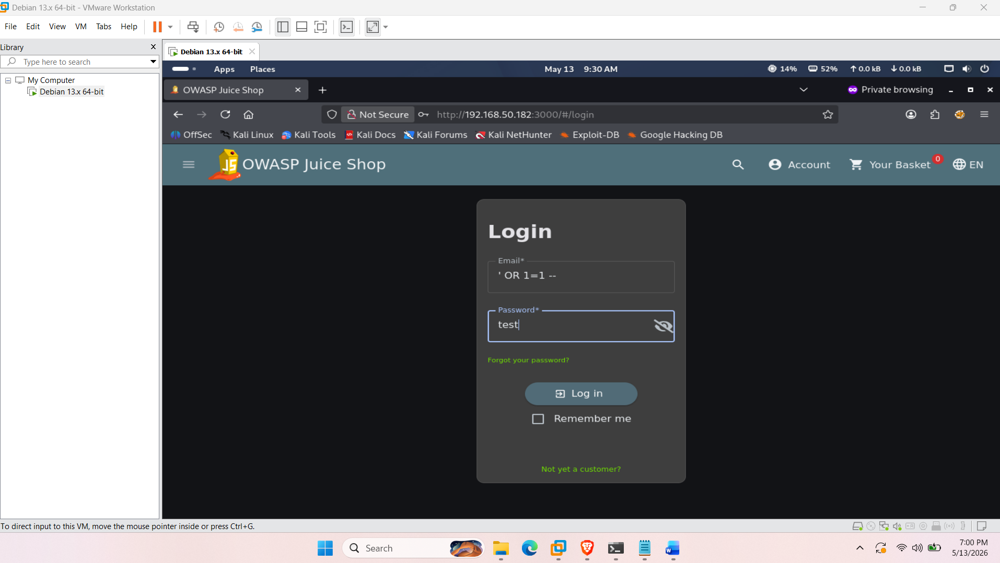 Debian 13.x 64-bit - VMware Workstation
File Edit View VM Tabs Help
Library
Type here to search
My Computer
Debian 13.x 64-bit
Debian 13.x 64-bit
Apps Places May 13 9:30 AM 14% 52% 0.0 kB 0.0 kB
OWASP Juice Shop Private browsing
Not Secure http://192.168.50.182:3000/#/login
OffSec Kali Linux Kali Tools Kali Docs Kali Forums Kali NetHunter Exploit-DB Google Hacking DB
JS OWASP Juice Shop Account Your Basket 0 EN
Login
Email*
' OR 1=1 --
Password*
test
Forgot your password?
Log in
Remember me
Not yet a customer?
To direct input to this VM, move the mouse pointer inside or press Ctrl+G.
Search
7:00 PM
5/13/2026